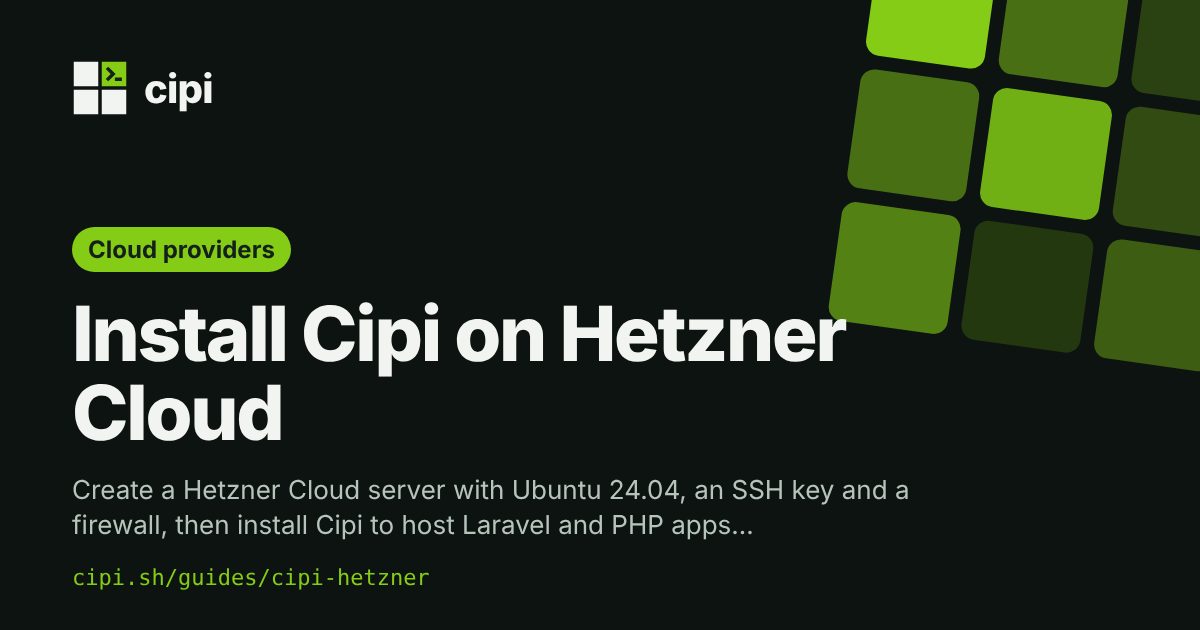 cipi
Cloud providers
Install Cipi on Hetzner
Cloud
Create a Hetzner Cloud server with Ubuntu 24.04, an SSH key and a
firewall, then install Cipi to host Laravel and PHP apps...
cipi.sh/guides/cipi-hetzner